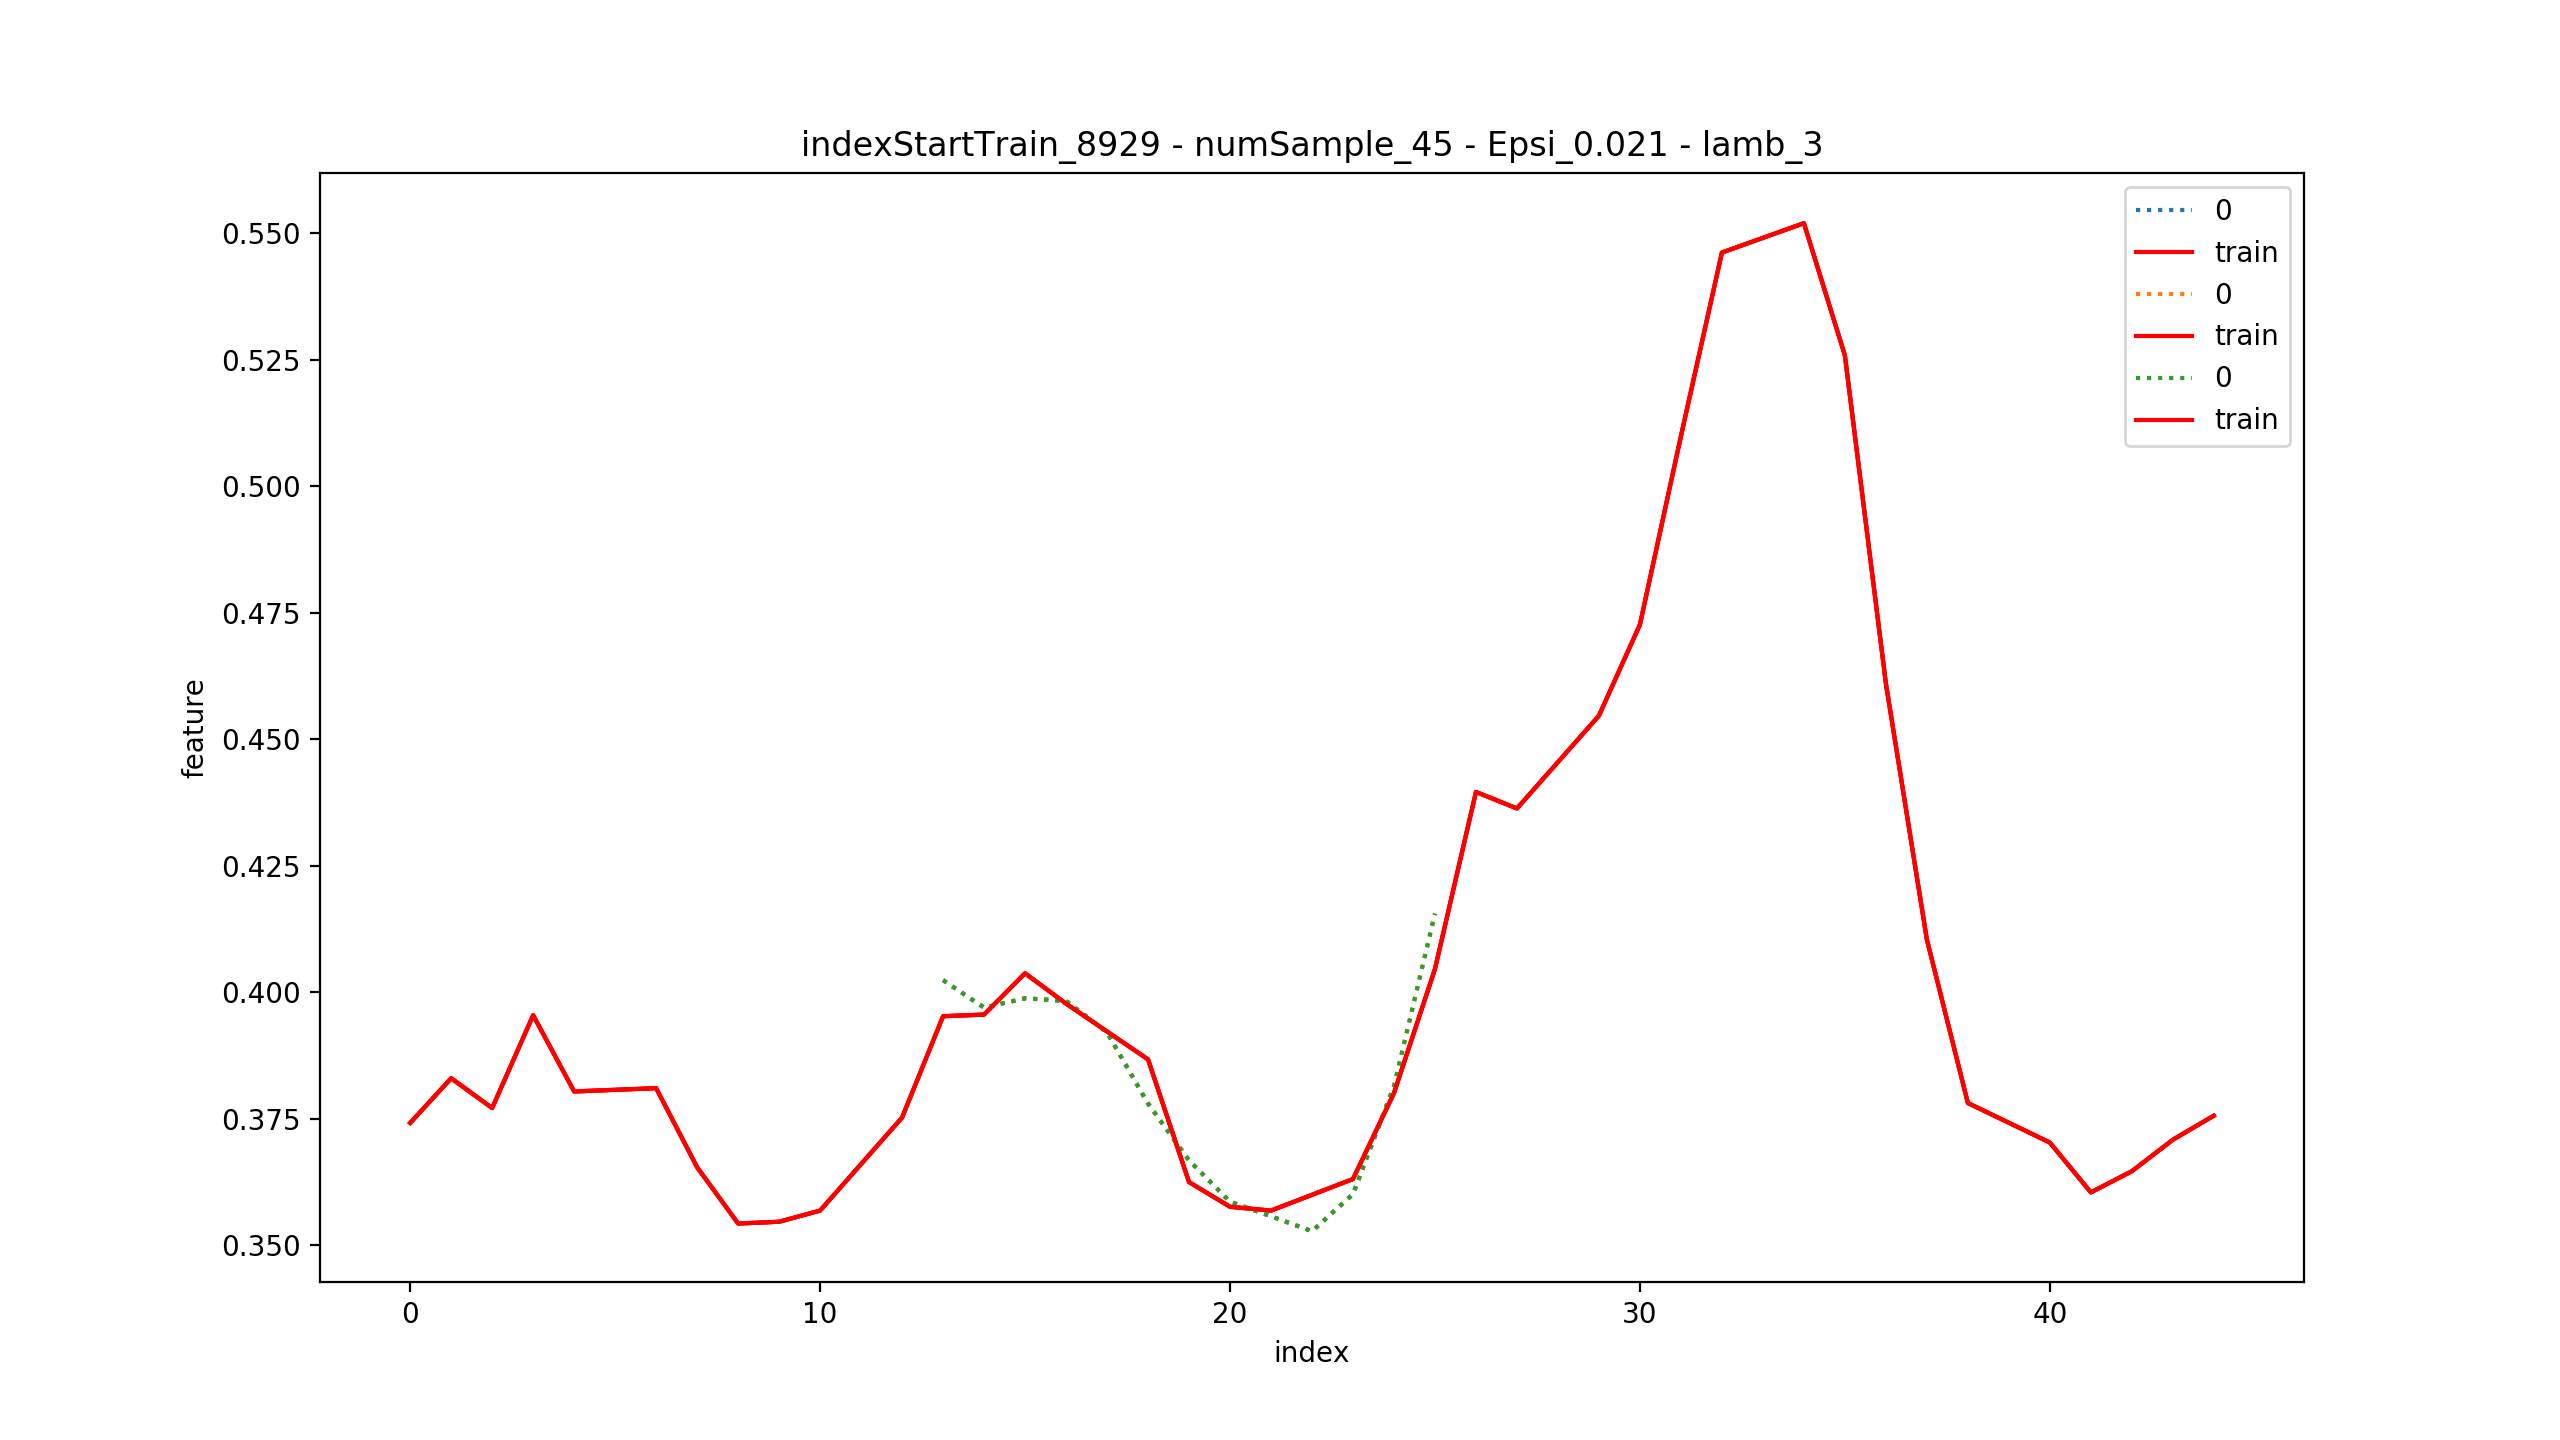 indexStartTrain_8929 - numSample_45 - Epsi_0.021 - lamb_3
0
train
0
train
0
train
0.550
0.525
0.500
0.475
0.450
0.425
0.400
0.375
0.350
feature
0 10 20 30 40
index